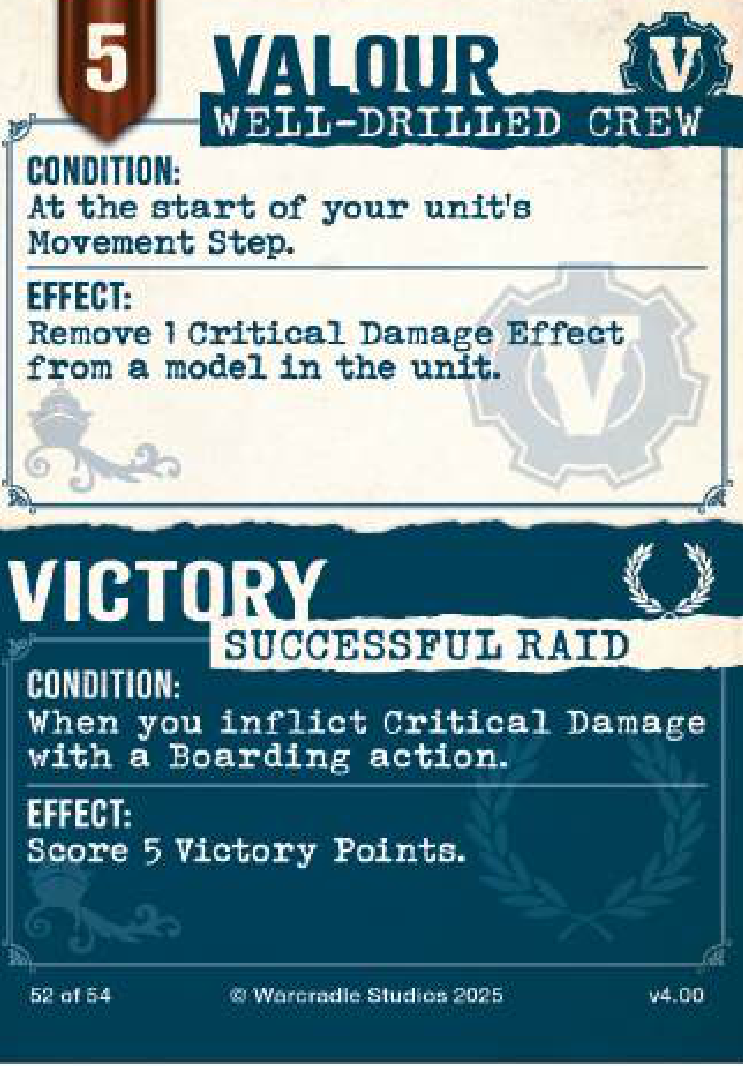 5
VALOUR
V
WELL-DRILLED CREW
CONDITION:
At the start of your unit's
Movement Step.
EFFECT:
Remove 1 Critical Damage Effect
from a model in the unit.
V
VICTORY
SUCCESSFUL RAID
CONDITION:
When you inflict Critical Damage
with a Boarding action.
EFFECT:
Score 5 Victory Points.
52 of 54 © Warcradle Studios 2025 v4.00